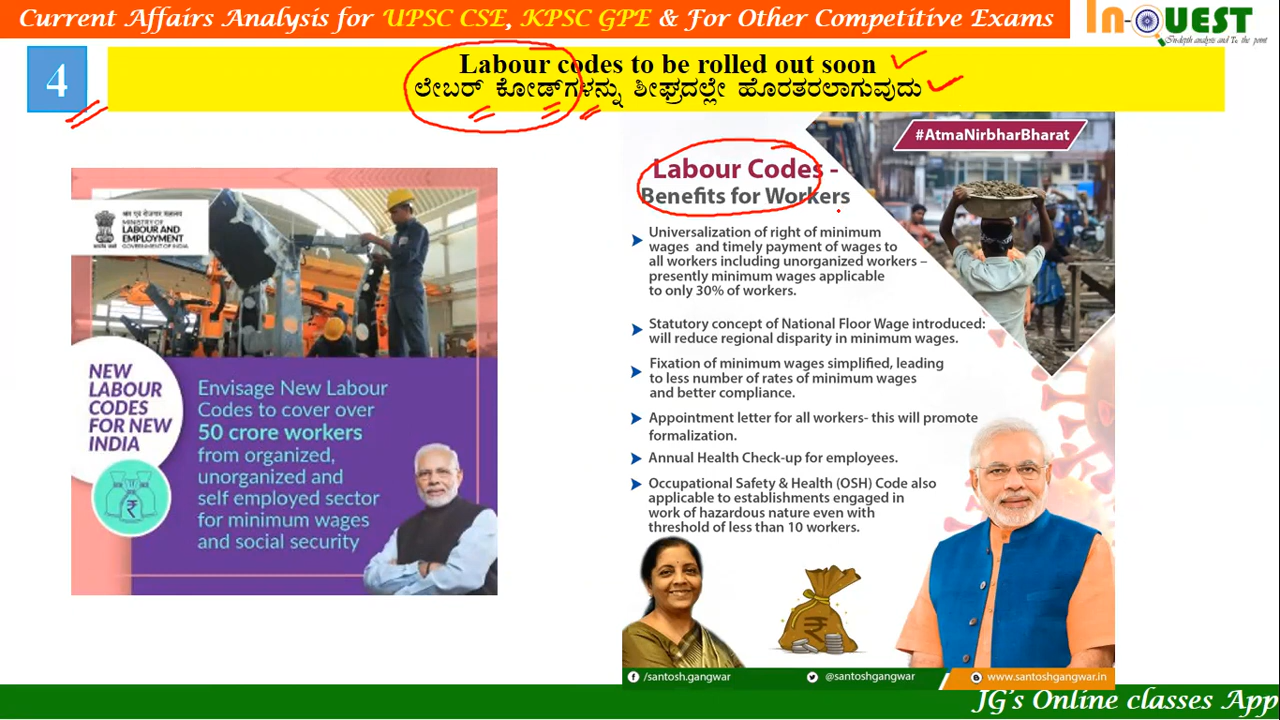 Current Affairs Analysis for UPSC CSE, KPSC GPE & For Other Competitive Exams
In-QUEST
In-depth analysis and To the point
4
Labour codes to be rolled out soon
ಲೇಬರ್ ಕೋಡ್‌ಗಳನ್ನು ಶೀಘ್ರದಲ್ಲೇ ಹೊರತರಲಾಗುವುದು
श्रम एवं रोजगार मंत्रालय
MINISTRY OF
LABOUR AND
EMPLOYMENT
GOVERNMENT OF INDIA
सत्यमेव जयते
NEW
LABOUR
CODES
FOR NEW
INDIA
Envisage New Labour
Codes to cover over
50 crore workers
from organized,
unorganized and
self employed sector
for minimum wages
and social security
#AtmaNirbharBharat
Labour Codes -
Benefits for Workers
Universalization of right of minimum
wages and timely payment of wages to
all workers including unorganized workers –
presently minimum wages applicable
to only 30% of workers.
Statutory concept of National Floor Wage introduced:
will reduce regional disparity in minimum wages.
Fixation of minimum wages simplified, leading
to less number of rates of minimum wages
and better compliance.
Appointment letter for all workers- this will promote
formalization.
Annual Health Check-up for employees.
Occupational Safety & Health (OSH) Code also
applicable to establishments engaged in
work of hazardous nature even with
threshold of less than 10 workers.
/santosh.gangwar
@santoshgangwar
www.santoshgangwar.in
JG's Online classes App